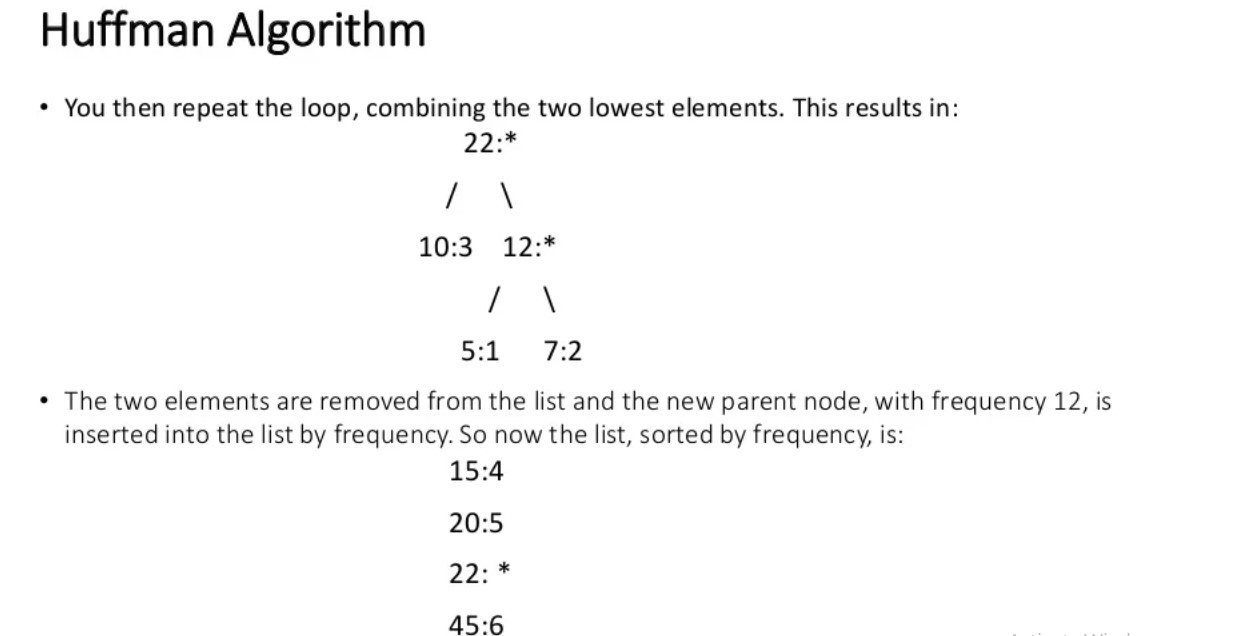 Huffman Algorithm
• You then repeat the loop, combining the two lowest elements. This results in:
22:*
/ \
10:3 12:*
/ \
5:1 7:2
• The two elements are removed from the list and the new parent node, with frequency 12, is
inserted into the list by frequency. So now the list, sorted by frequency, is:
15:4
20:5
22: *
45:6